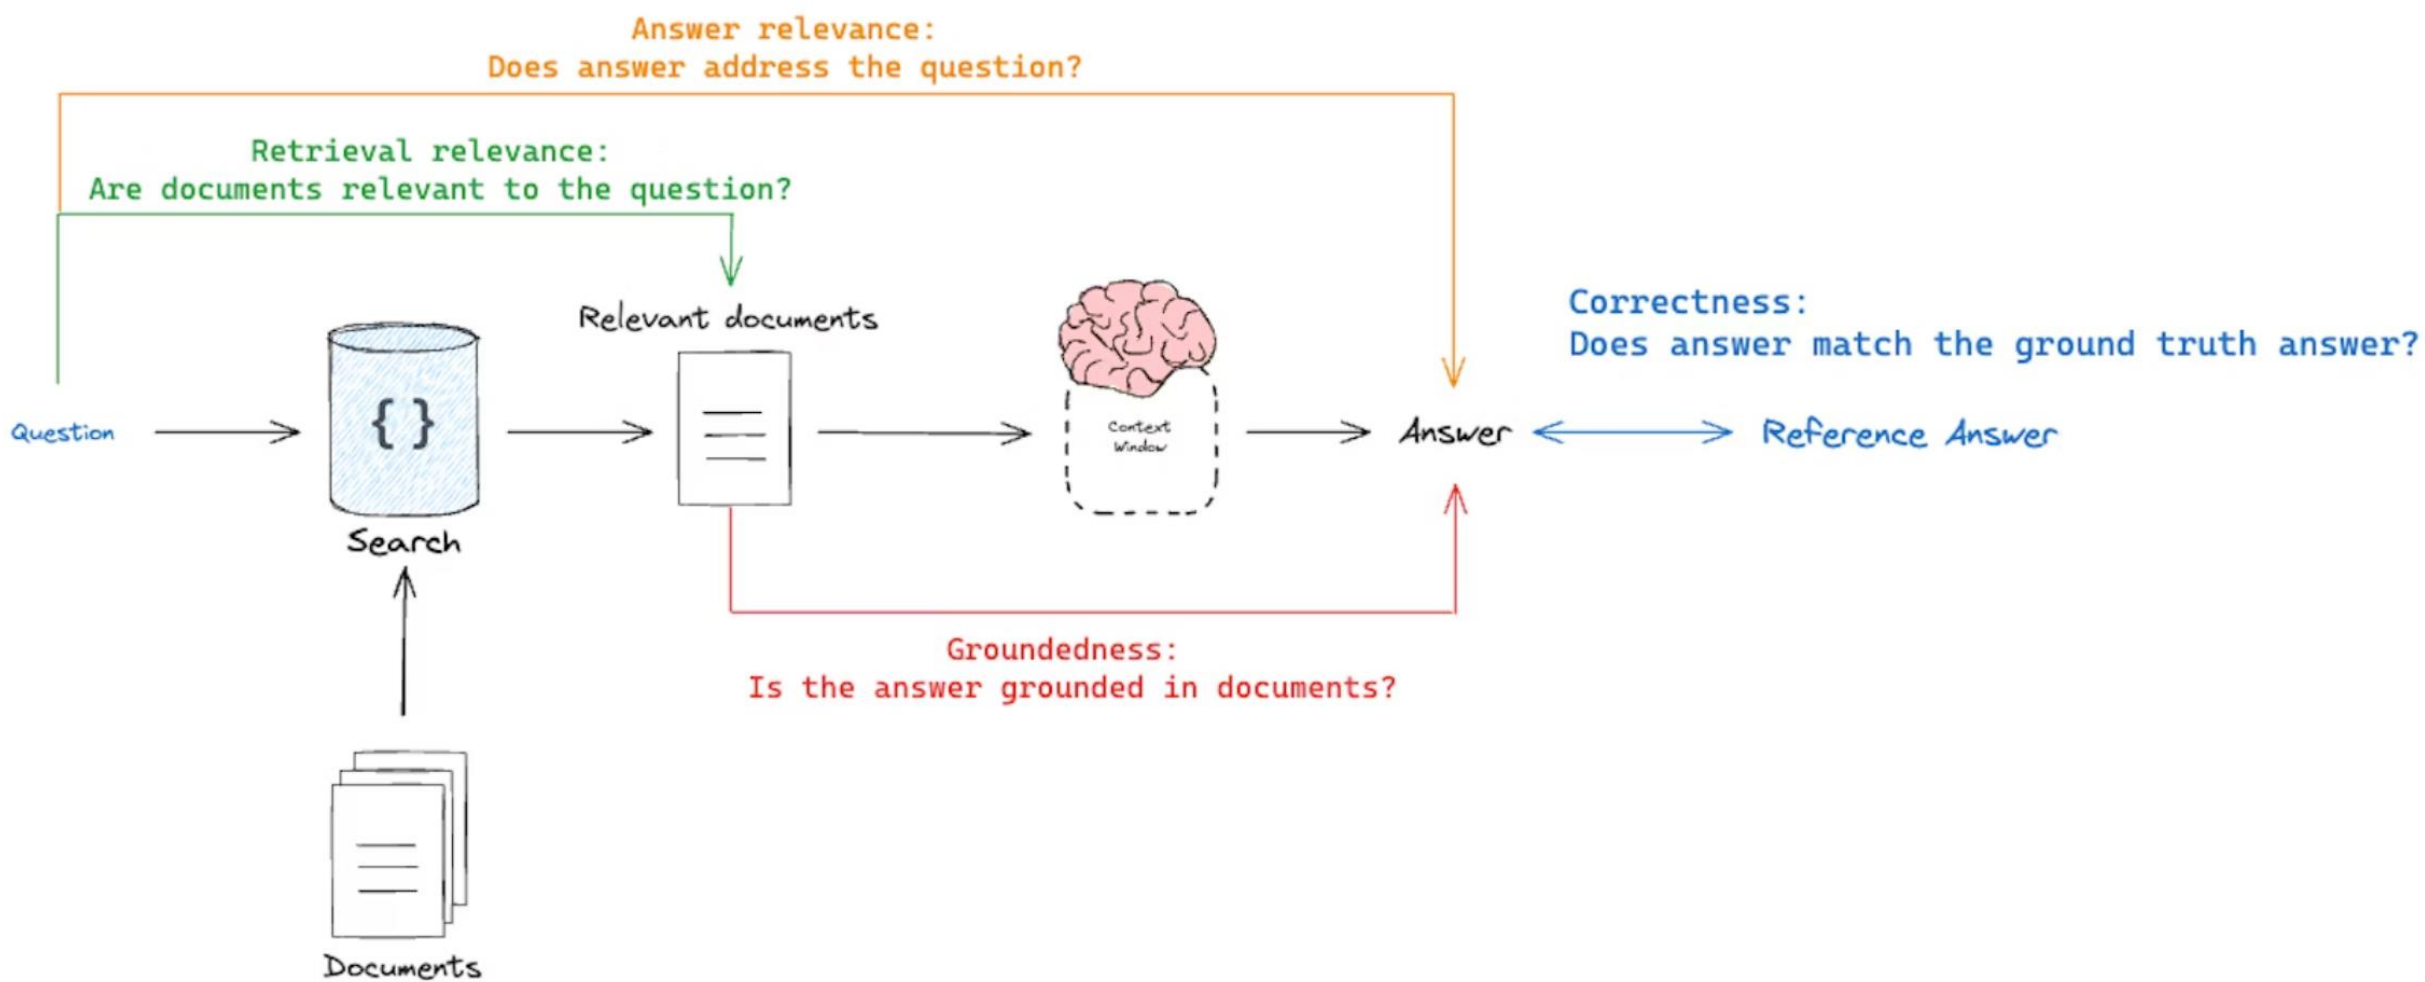 Answer relevance:
Does answer address the question?
Retrieval relevance:
Are documents relevant to the question?
Relevant documents
Correctness:
Does answer match the ground truth answer?
Question
{}
Context
Window
Answer
Reference Answer
Search
Groundedness:
Is the answer grounded in documents?
Documents